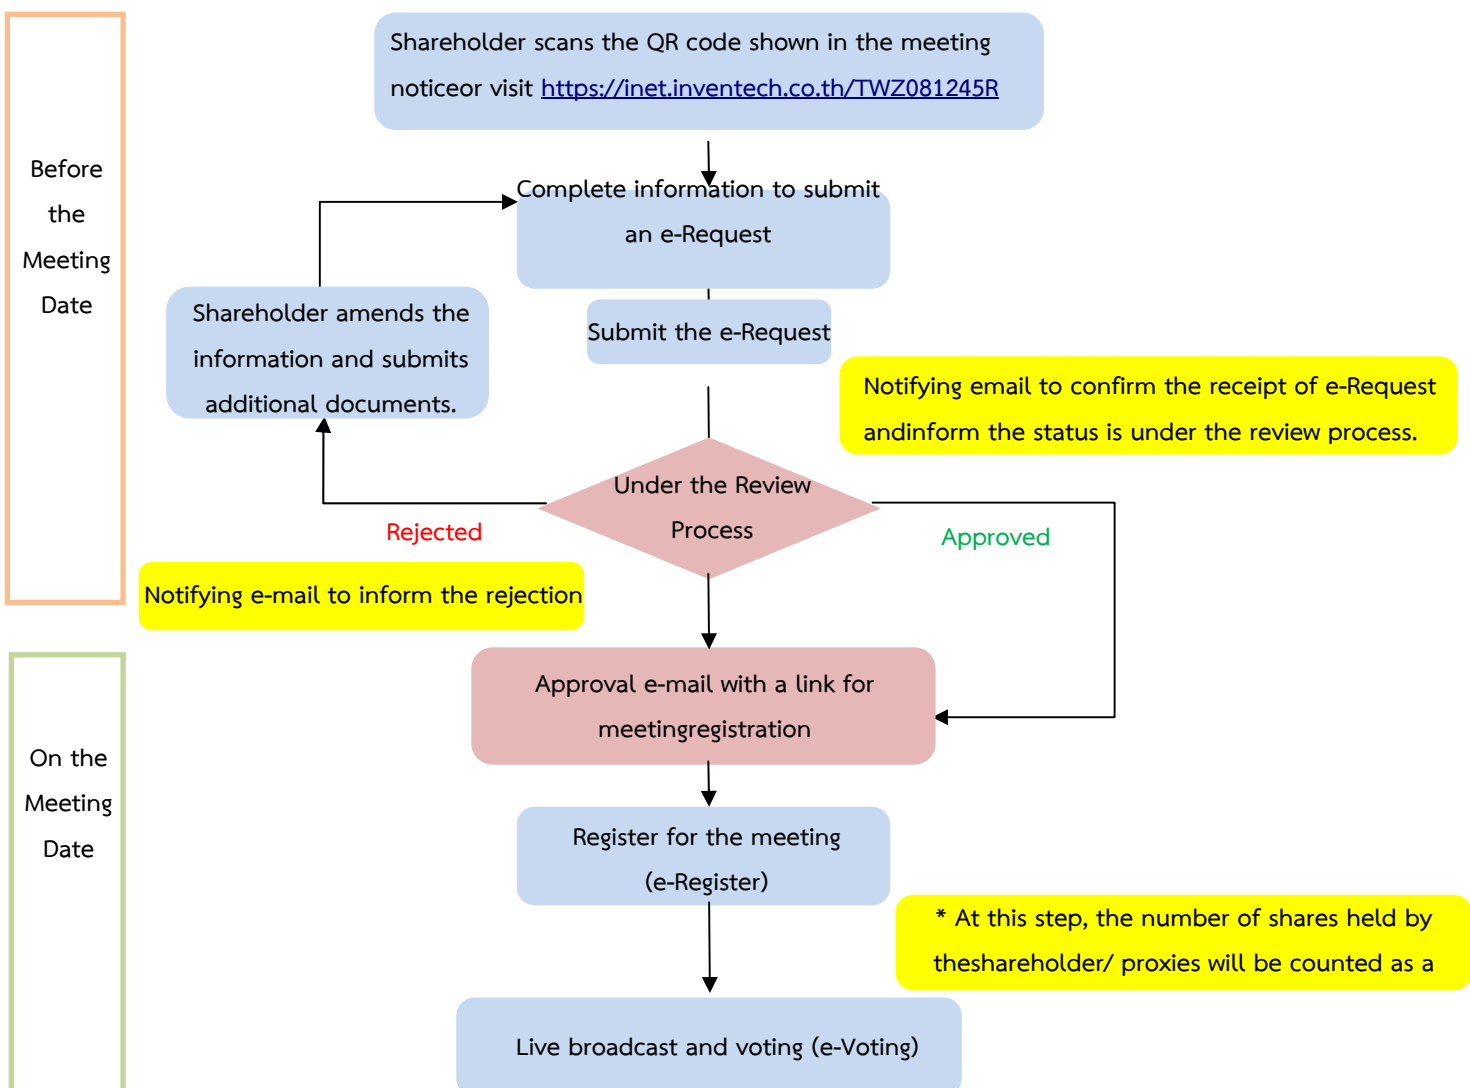 Shareholder scans the QR code shown in the meeting
noticeor visit https://inet.inventech.co.th/TWZ081245R
Before
the
Meeting
Date
Complete information to submit
an e-Request
Shareholder amends the
information and submits
additional documents.
Submit the e-Request
Notifying email to confirm the receipt of e-Request
andinform the status is under the review process.
Under the Review
Process
Rejected
Approved
Notifying e-mail to inform the rejection
Approval e-mail with a link for
meetingregistration
On the
Meeting
Date
Register for the meeting
(e-Register)
* At this step, the number of shares held by
theshareholder/ proxies will be counted as a
Live broadcast and voting (e-Voting)